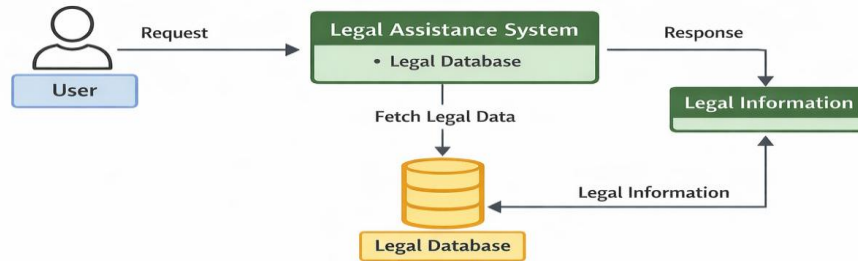 Request
Legal Assistance System
• Legal Database
Response
User
Legal Information
Fetch Legal Data
Legal Information
Legal Database